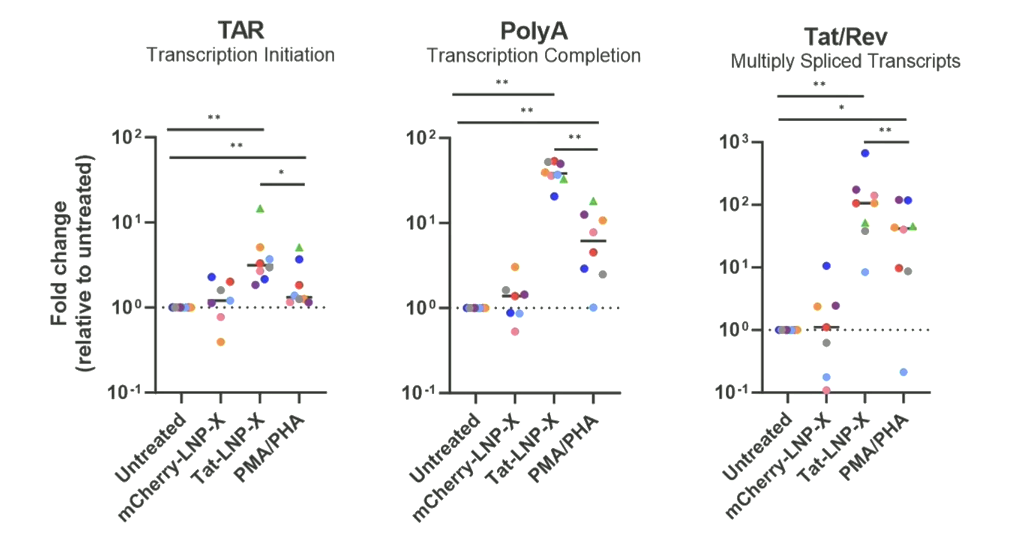 TAR
Transcription Initiation
PolyA
Transcription Completion
Tat/Rev
Multiply Spliced Transcripts
Fold change
(relative to untreated)
10²
10¹
10⁰
10⁻¹
**
**
*
Untreated
mCherry-LNP-X
Tat-LNP-X
PMA/PHA
10²
10¹
10⁰
10⁻¹
**
**
**
Untreated
mCherry-LNP-X
Tat-LNP-X
PMA/PHA
10³
10²
10¹
10⁰
10⁻¹
**
*
**
Untreated
mCherry-LNP-X
Tat-LNP-X
PMA/PHA